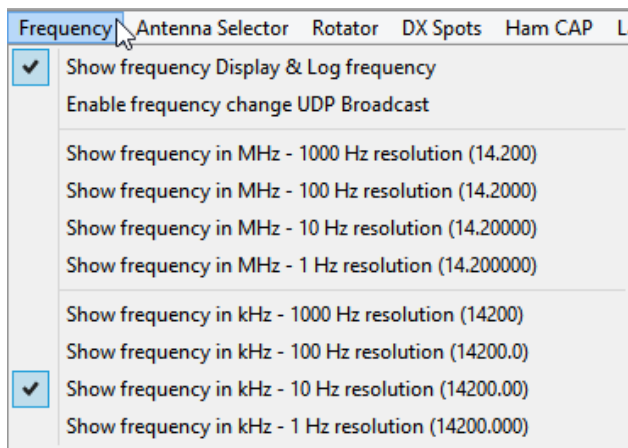 Frequency Antenna Selector Rotator DX Spots Ham CAP L
Show frequency Display & Log frequency
Enable frequency change UDP Broadcast
Show frequency in MHz - 1000 Hz resolution (14.200)
Show frequency in MHz - 100 Hz resolution (14.2000)
Show frequency in MHz - 10 Hz resolution (14.20000)
Show frequency in MHz - 1 Hz resolution (14.200000)
Show frequency in kHz - 1000 Hz resolution (14200)
Show frequency in kHz - 100 Hz resolution (14200.0)
Show frequency in kHz - 10 Hz resolution (14200.00)
Show frequency in kHz - 1 Hz resolution (14200.000)